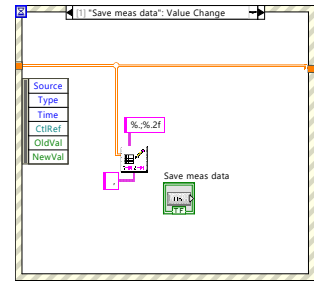 [1] "Save meas data": Value Change
Source
Type
Time
CtlRef
OldVal
NewVal
%.;%.2f
,
Save meas data
TF